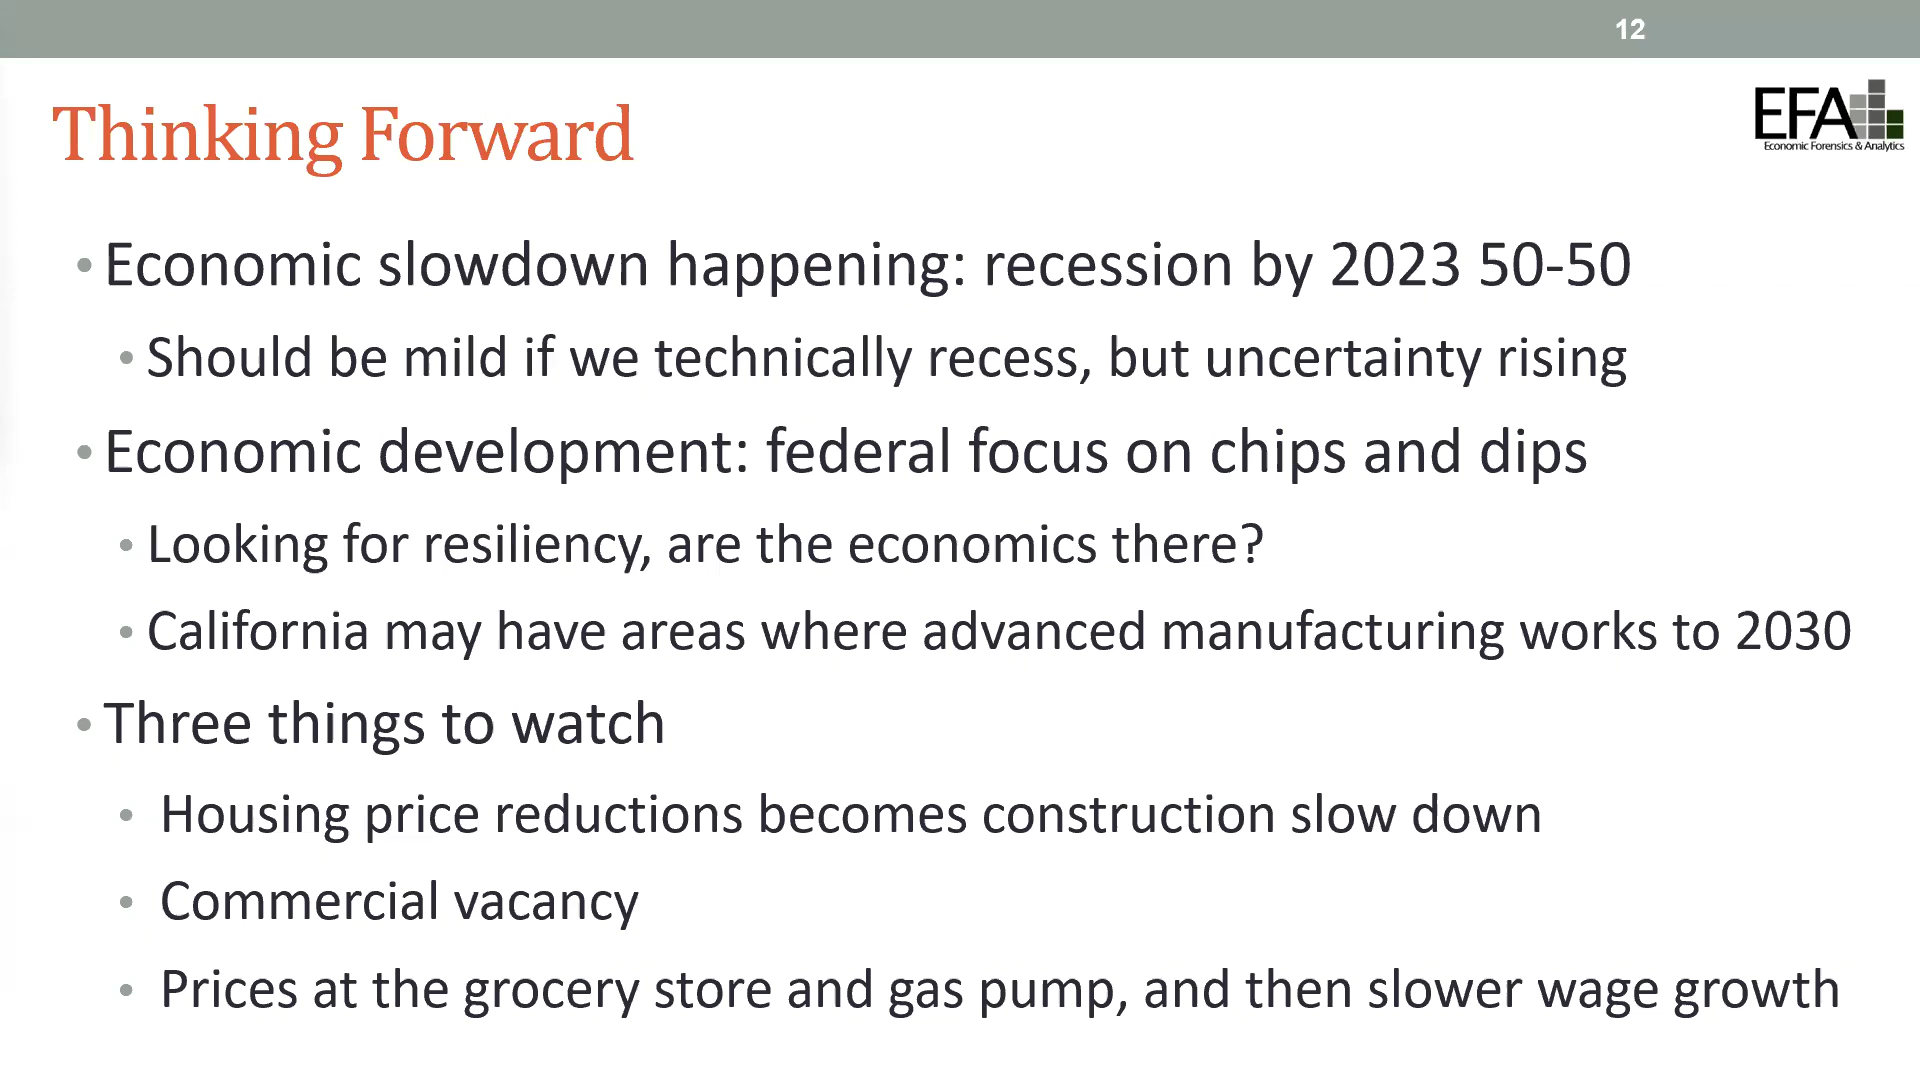 12
Thinking Forward
EFA
Economic Forensics & Analytics
• Economic slowdown happening: recession by 2023 50-50
• Should be mild if we technically recess, but uncertainty rising
• Economic development: federal focus on chips and dips
• Looking for resiliency, are the economics there?
• California may have areas where advanced manufacturing works to 2030
• Three things to watch
• Housing price reductions becomes construction slow down
• Commercial vacancy
• Prices at the grocery store and gas pump, and then slower wage growth